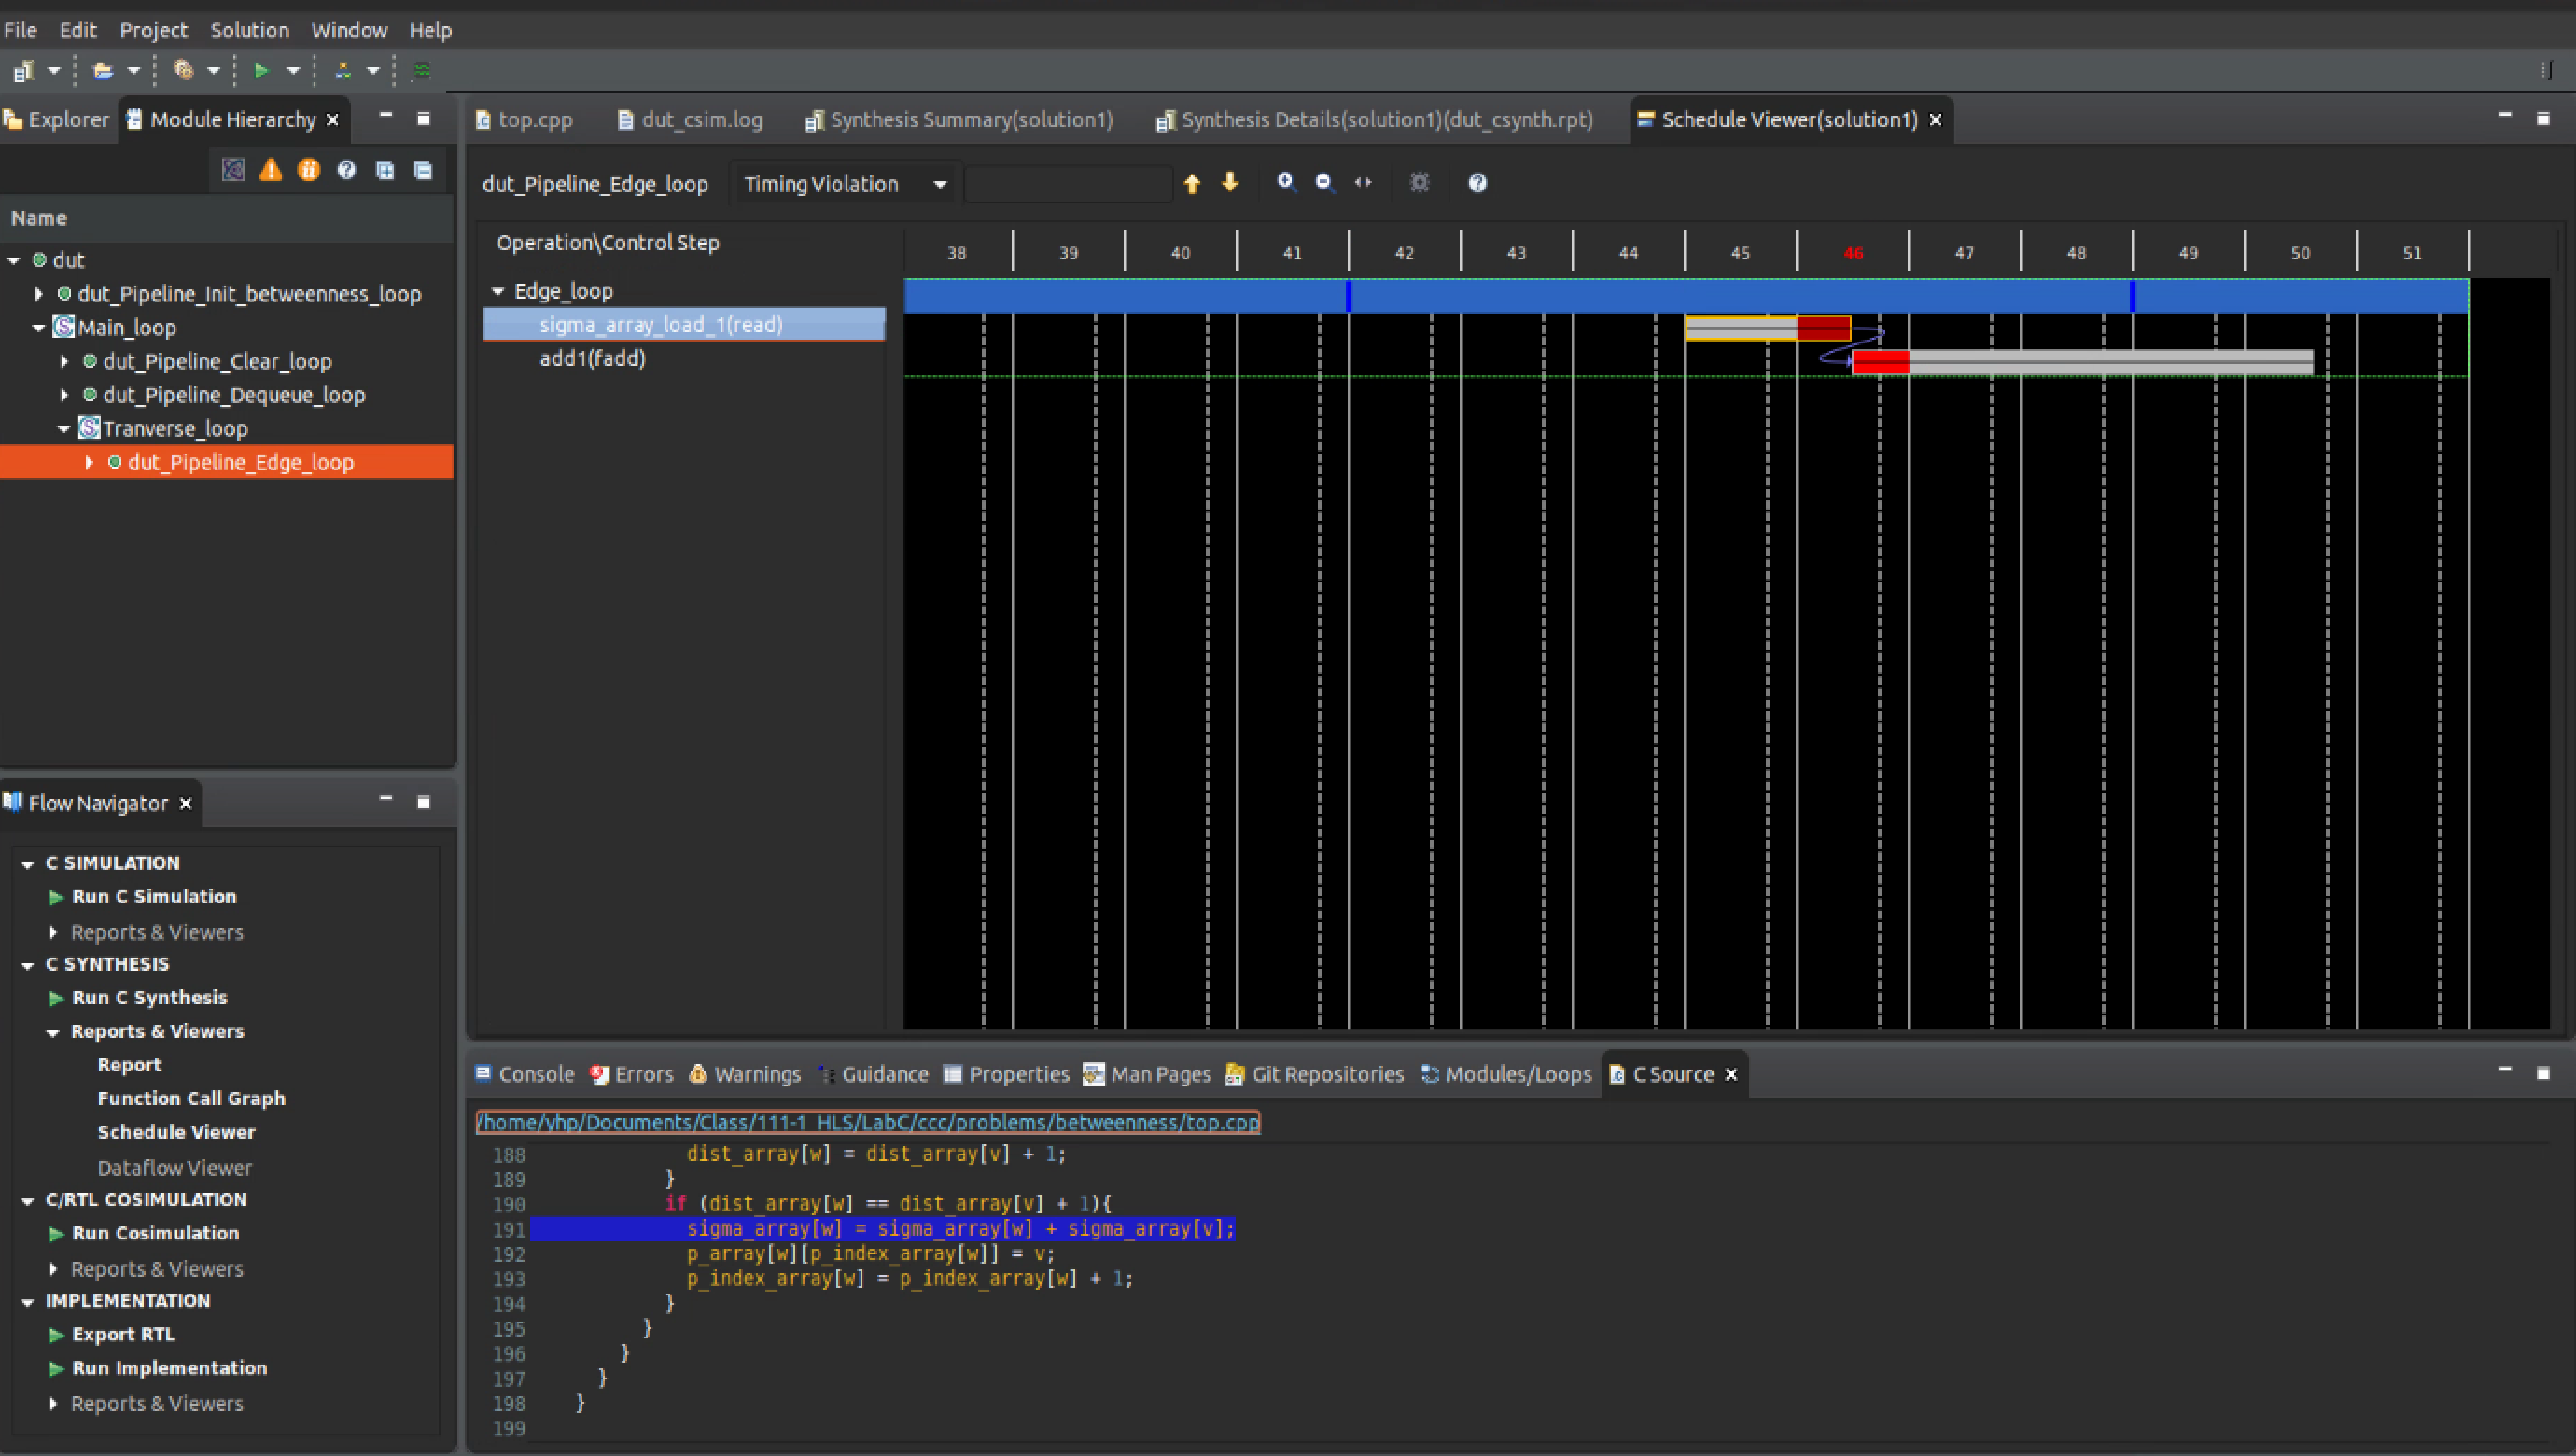 File Edit Project Solution Window Help
Explorer Module Hierarchy
top.cpp dut_csim.log Synthesis Summary(solution1) Synthesis Details(solution1)(dut_csynth.rpt) Schedule Viewer(solution1)
Name
dut
dut_Pipeline_Init_betweenness_loop
Main_loop
dut_Pipeline_Clear_loop
dut_Pipeline_Dequeue_loop
Tranverse_loop
dut_Pipeline_Edge_loop
dut_Pipeline_Edge_loop Timing Violation
Operation\Control Step 38 39 40 41 42 43 44 45 46 47 48 49 50 51
Edge_loop
sigma_array_load_1(read)
add1(fadd)
Flow Navigator
C SIMULATION
Run C Simulation
Reports & Viewers
C SYNTHESIS
Run C Synthesis
Reports & Viewers
Report
Function Call Graph
Schedule Viewer
Dataflow Viewer
C/RTL COSIMULATION
Run Cosimulation
Reports & Viewers
IMPLEMENTATION
Export RTL
Run Implementation
Reports & Viewers
Console Errors Warnings Guidance Properties Man Pages Git Repositories Modules/Loops C Source
/home/yhp/Documents/Class/111-1_HLS/LabC/ccc/problems/betweenness/top.cpp
188 dist_array[w] = dist_array[v] + 1;
189 }
190 if (dist_array[w] == dist_array[v] + 1){
191 sigma_array[w] = sigma_array[w] + sigma_array[v];
192 p_array[w][p_index_array[w]] = v;
193 p_index_array[w] = p_index_array[w] + 1;
194 }
195 }
196 }
197 }
198 }
199